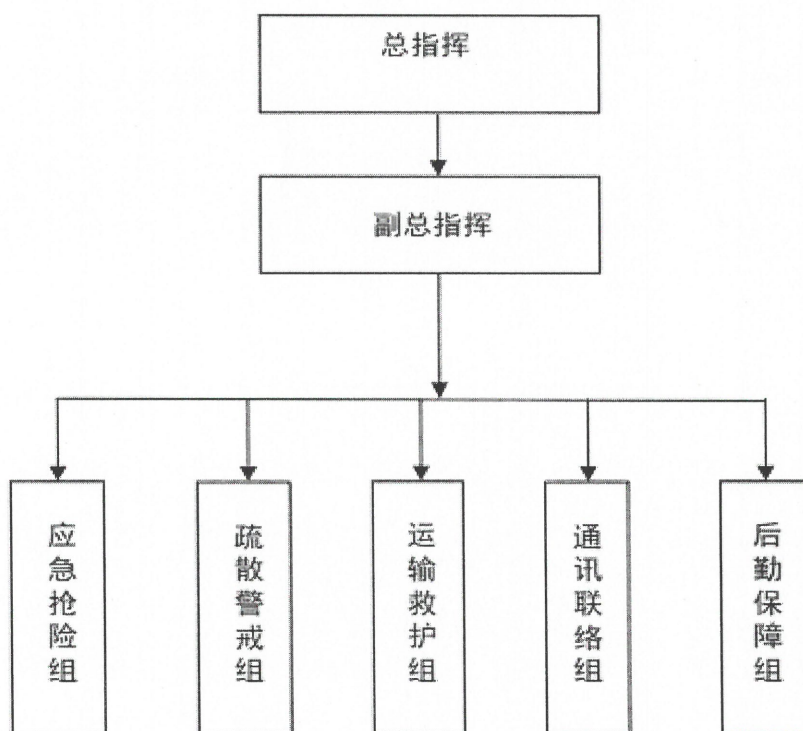 总指挥
副总指挥
应急抢险组
疏散警戒组
运输救护组
通讯联络组
后勤保障组